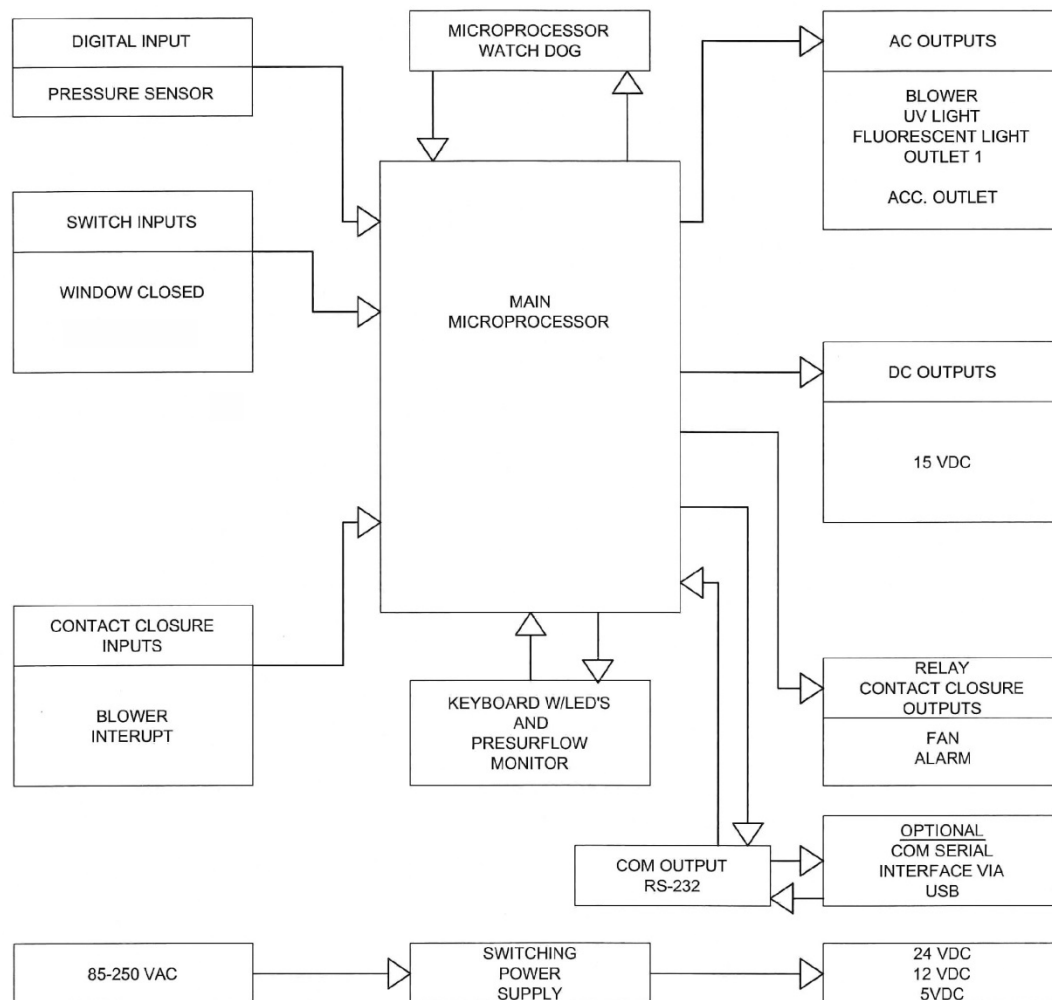 DIGITAL INPUT
PRESSURE SENSOR
MICROPROCESSOR
WATCH DOG
AC OUTPUTS
BLOWER
UV LIGHT
FLUORESCENT LIGHT
OUTLET 1
ACC. OUTLET
SWITCH INPUTS
WINDOW CLOSED
MAIN
MICROPROCESSOR
DC OUTPUTS
15 VDC
CONTACT CLOSURE
INPUTS
BLOWER
INTERUPT
KEYBOARD W/LED'S
AND
PRESURFLOW
MONITOR
RELAY
CONTACT CLOSURE
OUTPUTS
FAN
ALARM
COM OUTPUT
RS-232
OPTIONAL
COM SERIAL
INTERFACE VIA
USB
85-250 VAC
SWITCHING
POWER
SUPPLY
24 VDC
12 VDC
5VDC